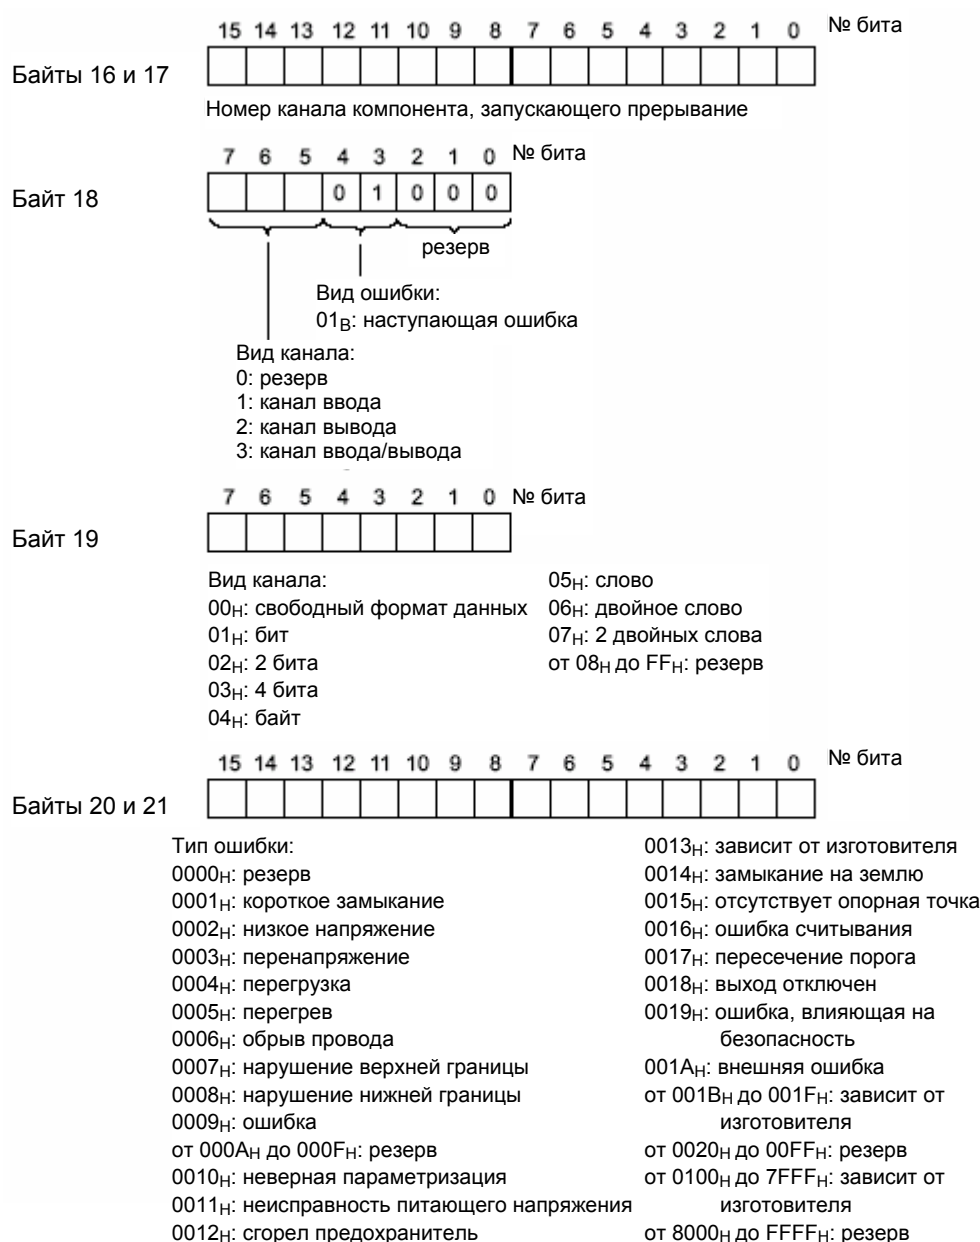 15 14 13 12 11 10 9 8 7 6 5 4 3 2 1 0 № бита
Байты 16 и 17
Номер канала компонента, запускающего прерывание
7 6 5 4 3 2 1 0 № бита
Байт 18
0 1 0 0 0
резерв
Вид ошибки:
01B: наступающая ошибка
Вид канала:
0: резерв
1: канал ввода
2: канал вывода
3: канал ввода/вывода
7 6 5 4 3 2 1 0 № бита
Байт 19
Вид канала:
00H: свободный формат данных
01H: бит
02H: 2 бита
03H: 4 бита
04H: байт
05H: слово
06H: двойное слово
07H: 2 двойных слова
от 08H до FFH: резерв
15 14 13 12 11 10 9 8 7 6 5 4 3 2 1 0 № бита
Байты 20 и 21
Тип ошибки:
0000H: резерв
0001H: короткое замыкание
0002H: низкое напряжение
0003H: перенапряжение
0004H: перегрузка
0005H: перегрев
0006H: обрыв провода
0007H: нарушение верхней границы
0008H: нарушение нижней границы
0009H: ошибка
от 000AH до 000FH: резерв
0010H: неверная параметризация
0011H: неисправность питающего напряжения
0012H: сгорел предохранитель
0013H: зависит от изготовителя
0014H: замыкание на землю
0015H: отсутствует опорная точка
0016H: ошибка считывания
0017H: пересечение порога
0018H: выход отключен
0019H: ошибка, влияющая на
безопасность
001AH: внешняя ошибка
от 001BH до 001FH: зависит от
изготовителя
от 0020H до 00FFH: резерв
от 0100H до 7FFFH: зависит от
изготовителя
от 8000H до FFFFH: резерв